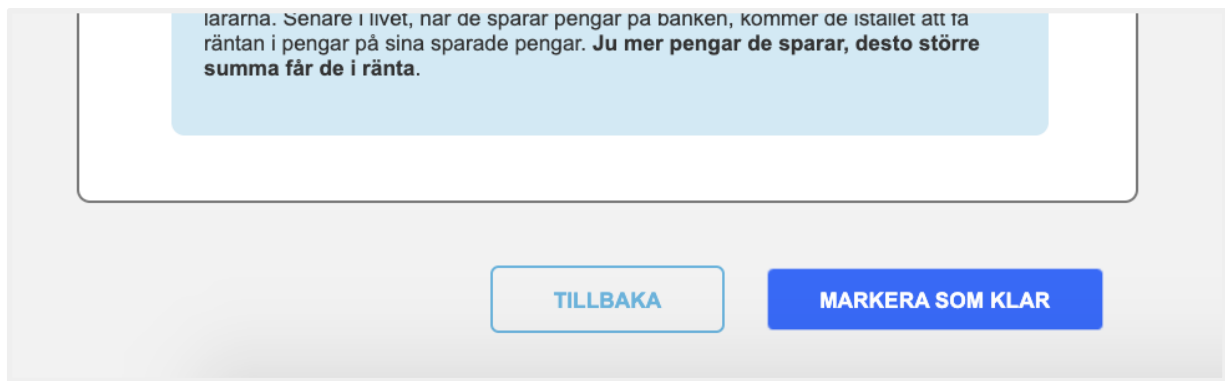 lärarna. Senare i livet, när de sparar pengar på banken, kommer de istället att få
räntan i pengar på sina sparade pengar. Ju mer pengar de sparar, desto större
summa får de i ränta.
TILLBAKA
MARKERA SOM KLAR